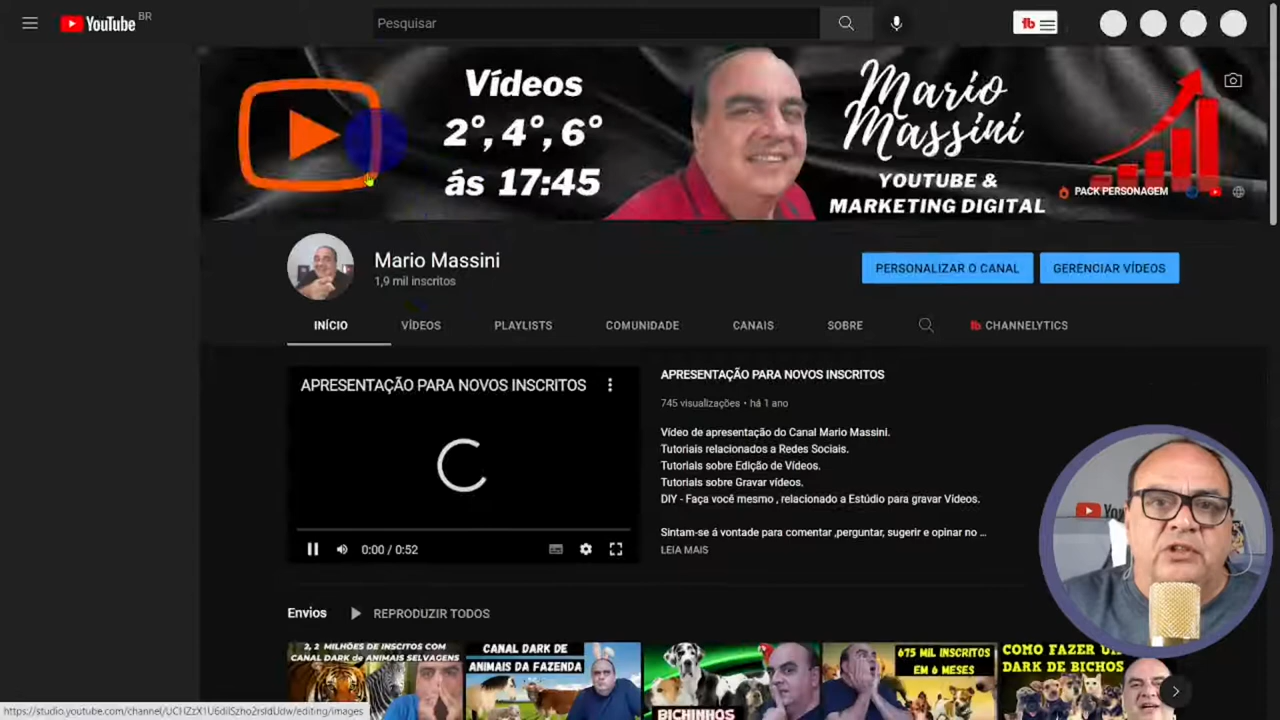 YouTube BR
Pesquisar
Vídeos
2°, 4°, 6°
ás 17:45
Mario
Massini
YOUTUBE &
MARKETING DIGITAL
PACK PERSONAGEM
Mario Massini
1,9 mil inscritos
PERSONALIZAR O CANAL
GERENCIAR VÍDEOS
INÍCIO
VÍDEOS
PLAYLISTS
COMUNIDADE
CANAIS
SOBRE
CHANNELYTICS
APRESENTAÇÃO PARA NOVOS INSCRITOS
0:00 / 0:52
APRESENTAÇÃO PARA NOVOS INSCRITOS
745 visualizações • há 1 ano
Vídeo de apresentação do Canal Mario Massini.
Tutoriais relacionados a Redes Sociais.
Tutoriais sobre Edição de Vídeos.
Tutoriais sobre Gravar vídeos.
DIY - Faça você mesmo , relacionado a Estúdio para gravar Vídeos.
Sintam-se á vontade para comentar ,perguntar, sugerir e opinar no ...
LEIA MAIS
Envios
REPRODUZIR TODOS
2, 2 MILHÕES DE INSCRITOS COM
CANAL DARK de ANIMAIS SELVAGENS
CANAL DARK DE
ANIMAIS DA FAZENDA
BICHINHOS
675 MIL INSCRITOS
EM 6 MESES
COMO FAZER
DARK DE BICHOS